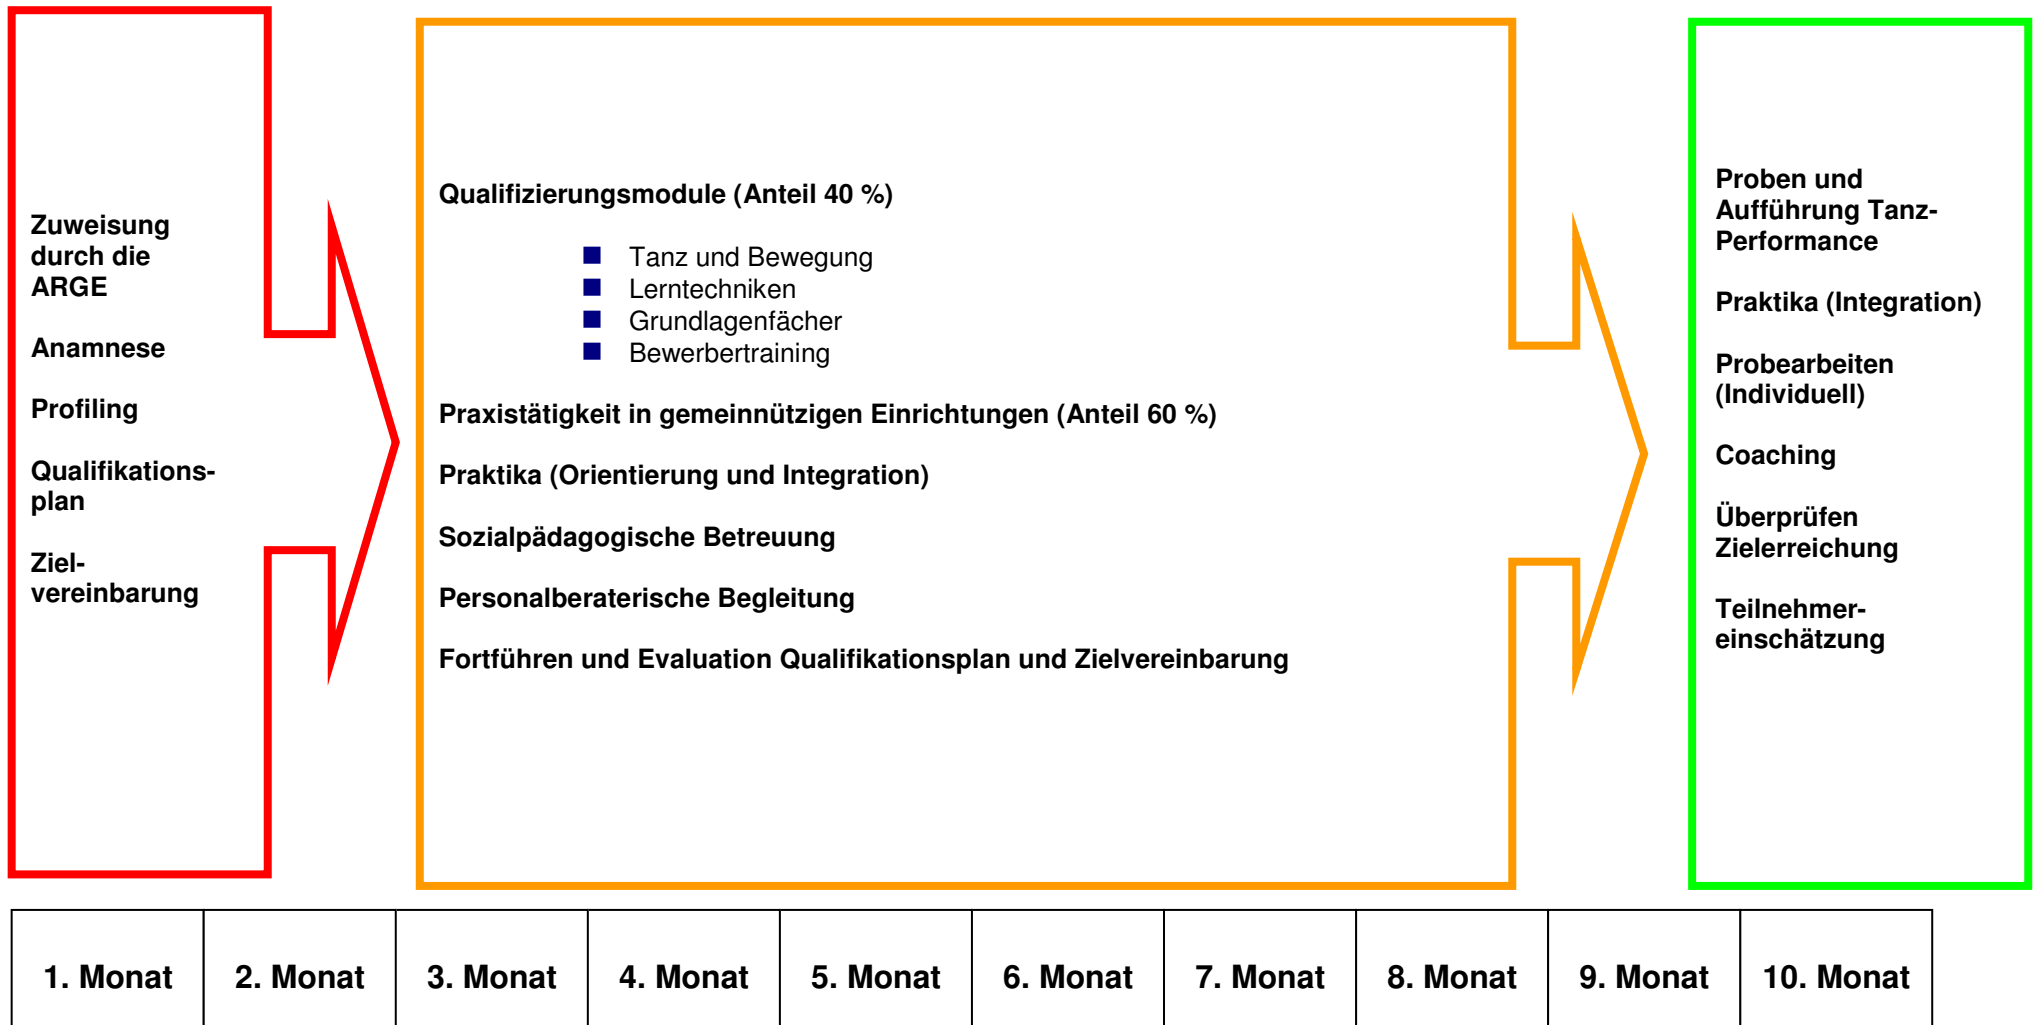 Zuweisung
durch die
ARGE
Anamnese
Profiling
Qualifikations-
plan
Ziel-
vereinbarung
Qualifizierungsmodule (Anteil 40 %)
Tanz und Bewegung
Lerntechniken
Grundlagenfächer
Bewerbertraining
Praxistätigkeit in gemeinnützigen Einrichtungen (Anteil 60 %)
Praktika (Orientierung und Integration)
Sozialpädagogische Betreuung
Personalberaterische Begleitung
Fortführen und Evaluation Qualifikationsplan und Zielvereinbarung
Proben und
Aufführung Tanz-
Performance
Praktika (Integration)
Probearbeiten
(Individuell)
Coaching
Überprüfen
Zielerreichung
Teilnehmer-
einschätzung
1. Monat
2. Monat
3. Monat
4. Monat
5. Monat
6. Monat
7. Monat
8. Monat
9. Monat
10. Monat